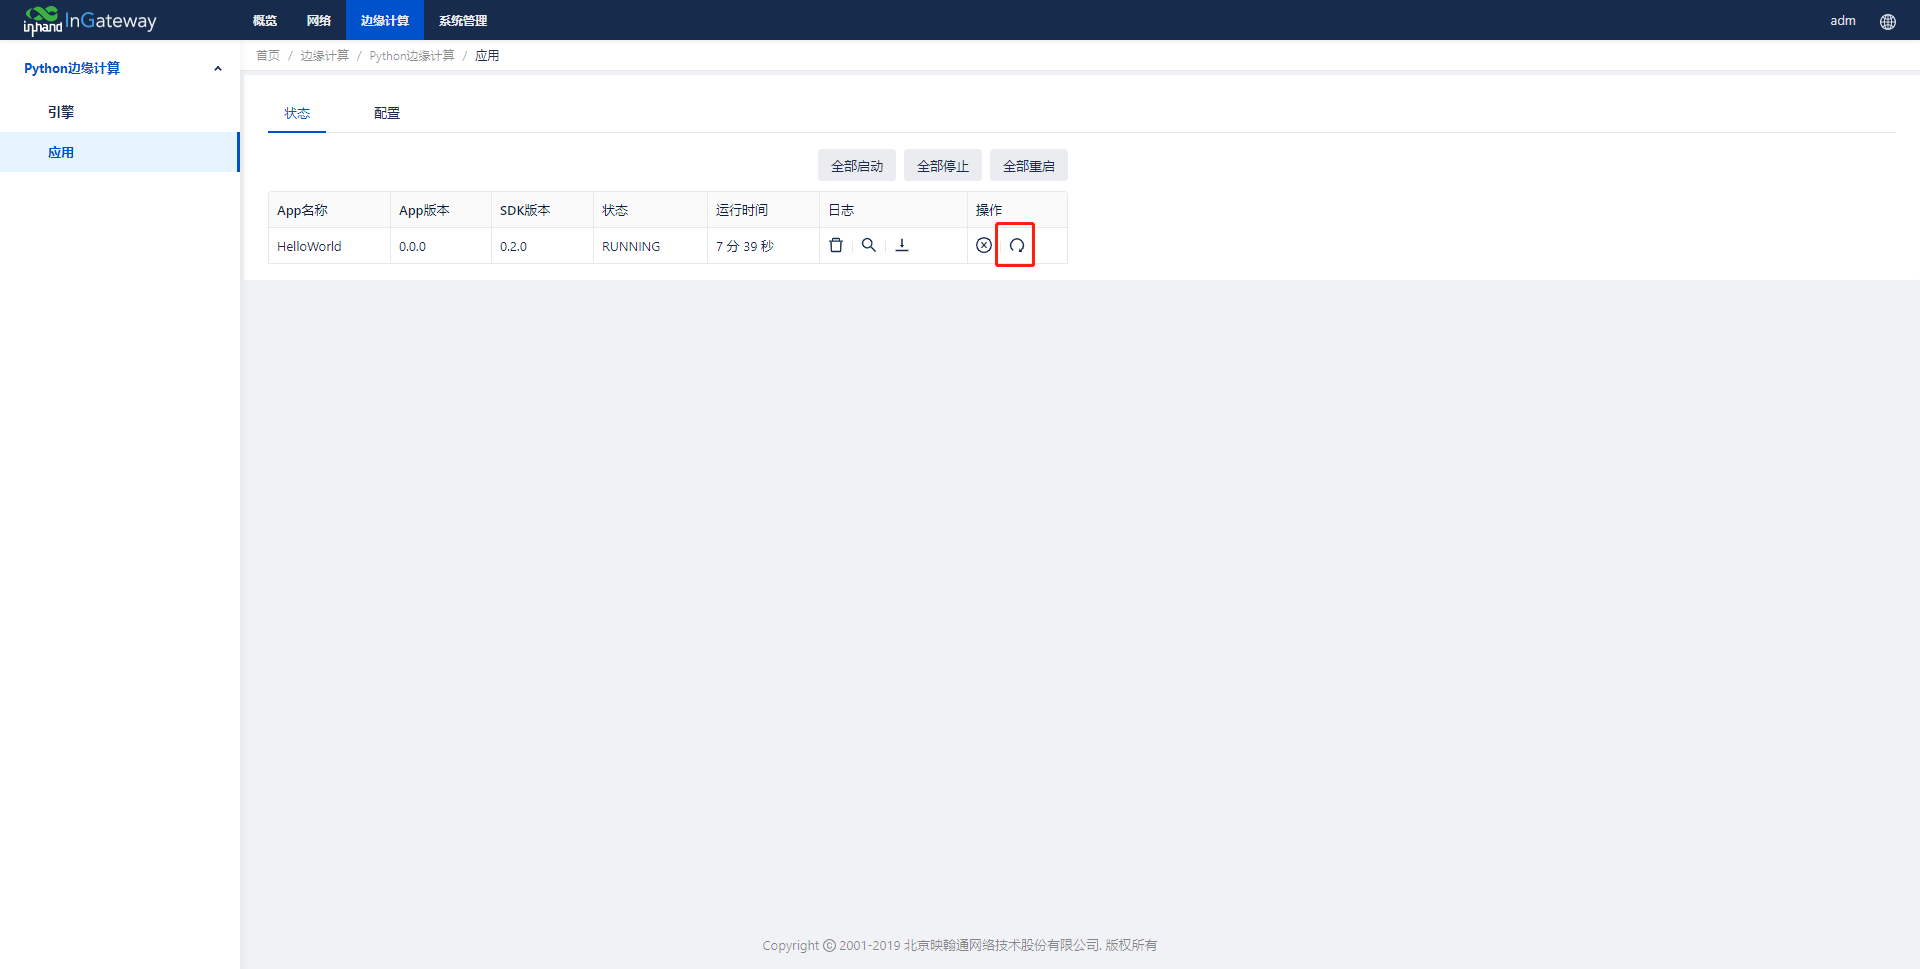 inhand InGateway 概览 网络 边缘计算 系统管理 adm
Python边缘计算
引擎
应用
首页 / 边缘计算 / Python边缘计算 / 应用
状态 配置
全部启动 全部停止 全部重启
App名称 App版本 SDK版本 状态 运行时间 日志 操作
HelloWorld 0.0.0 0.2.0 RUNNING 7 分 39 秒
Copyright © 2001-2019 北京映翰通网络技术股份有限公司. 版权所有